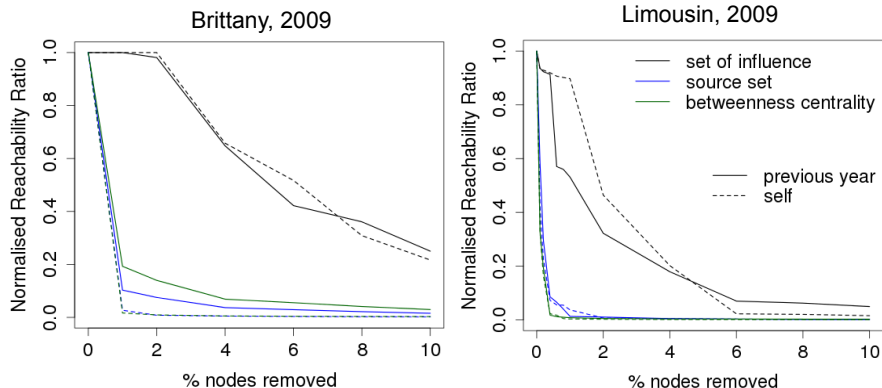 Brittany, 2009
Normalised Reachability Ratio
1.0
0.8
0.6
0.4
0.2
0.0
0 2 4 6 8 10
% nodes removed
Limousin, 2009
Normalised Reachability Ratio
1.0
0.8
0.6
0.4
0.2
0.0
set of influence
source set
betweenness centrality
previous year
self
0 2 4 6 8 10
% nodes removed